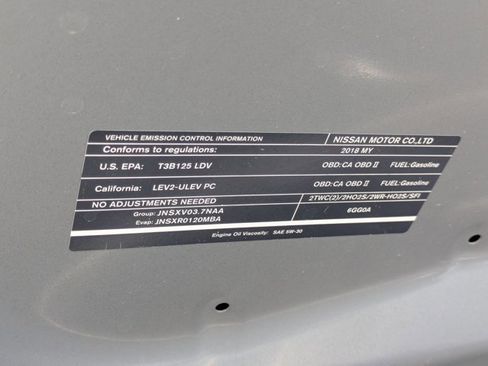 VEHICLE EMISSION CONTROL INFORMATION NISSAN MOTOR CO.,LTD
Conforms to regulations: 2018 MY
U.S. EPA: T3B125 LDV OBD:CA OBD II FUEL:Gasoline
California: LEV2-ULEV PC OBD:CA OBD II FUEL:Gasoline
NO ADJUSTMENTS NEEDED 2TWC(2)/2HO2S/2WR-HO2S/SFI
Group: JNSXV03.7NAA 6GG0A
Evap: JNSXR0120MBA
Engine Oil Viscosity: SAE 5W-30